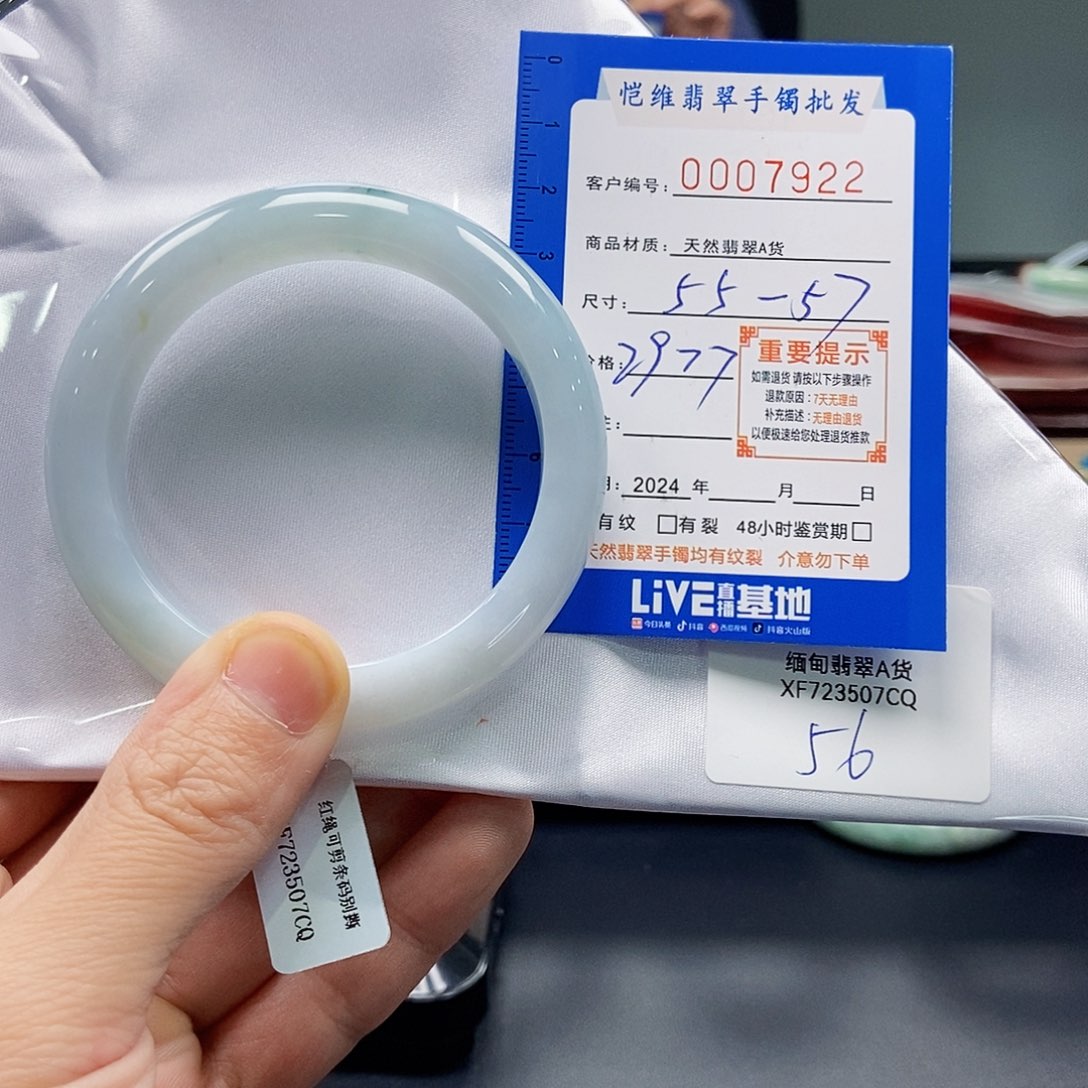 0
1
2
3
6
恺维翡翠手镯批发
客户编号：0007922
商品材质：天然翡翠A货
尺寸：55-57
格：2977
重要提示
如需退货 请按以下步骤操作
退款原因：7天无理由
补充描述：无理由退货
以便极速给您处理退货推款
2024 年 月 日
有纹 □有裂 48小时鉴赏期□
天然翡翠手镯均有纹裂 介意勿下单
LiVE直播基地
今日头条 抖音 西瓜视频 抖音火山版
缅甸翡翠A货
XF723507CQ
56
红绳可剪条码别撕
F723507CQ